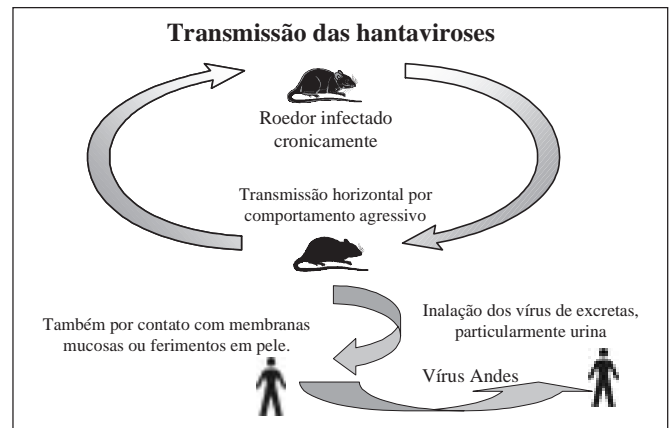 Transmissão das hantaviroses
Roedor infectado
cronicamente
Transmissão horizontal por
comportamento agressivo
Também por contato com membranas
mucosas ou ferimentos em pele.
Inalação dos vírus de excretas,
particularmente urina
Vírus Andes